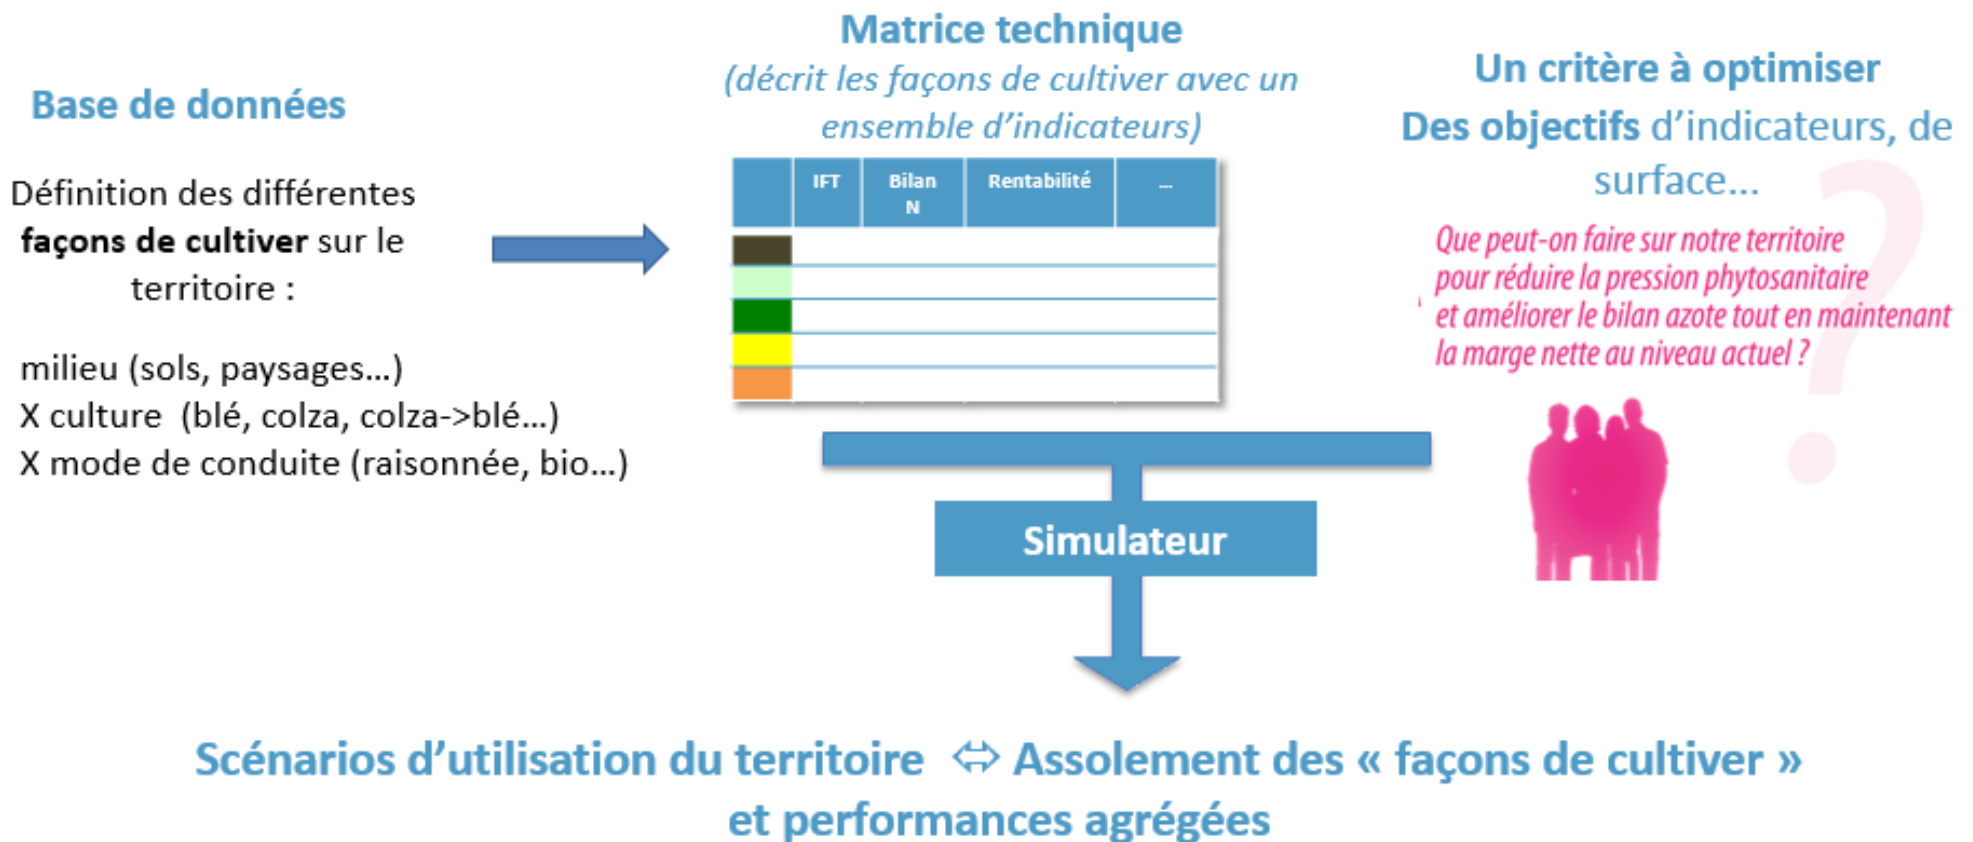 Base de données
Définition des différentes
façons de cultiver sur le
territoire :
milieu (sols, paysages…)
X culture (blé, colza, colza->blé…)
X mode de conduite (raisonnée, bio…)
Matrice technique
(décrit les façons de cultiver avec un
ensemble d’indicateurs)
IFT
Bilan
N
Rentabilité
…
Un critère à optimiser
Des objectifs d’indicateurs, de
surface…
?
Que peut-on faire sur notre territoire
pour réduire la pression phytosanitaire
et améliorer le bilan azote tout en maintenant
la marge nette au niveau actuel ?
Simulateur
Scénarios d’utilisation du territoire ⬄ Assolement des « façons de cultiver »
et performances agrégées